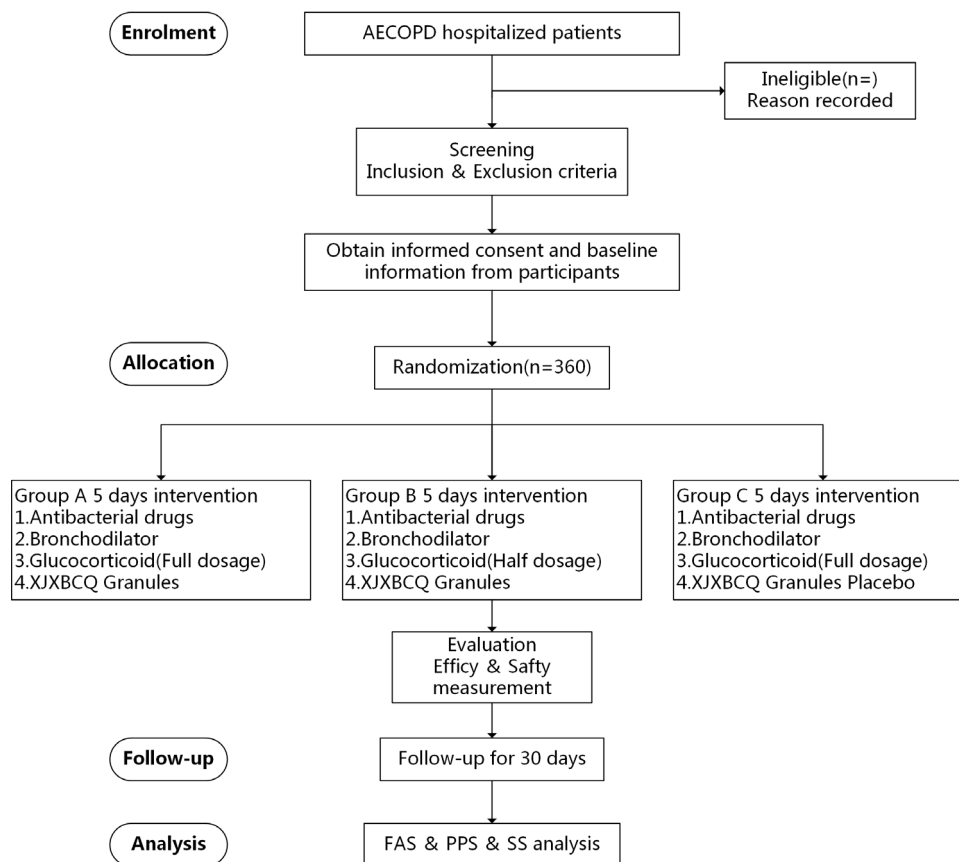 Enrolment
AECOPD hospitalized patients
Ineligible(n=)
Reason recorded
Screening
Inclusion & Exclusion criteria
Obtain informed consent and baseline
information from participants
Allocation
Randomization(n=360)
Group A 5 days intervention
1.Antibacterial drugs
2.Bronchodilator
3.Glucocorticoid(Full dosage)
4.XJXBCQ Granules
Group B 5 days intervention
1.Antibacterial drugs
2.Bronchodilator
3.Glucocorticoid(Half dosage)
4.XJXBCQ Granules
Group C 5 days intervention
1.Antibacterial drugs
2.Bronchodilator
3.Glucocorticoid(Full dosage)
4.XJXBCQ Granules Placebo
Evaluation
Efficy & Safty
measurement
Follow-up
Follow-up for 30 days
Analysis
FAS & PPS & SS analysis